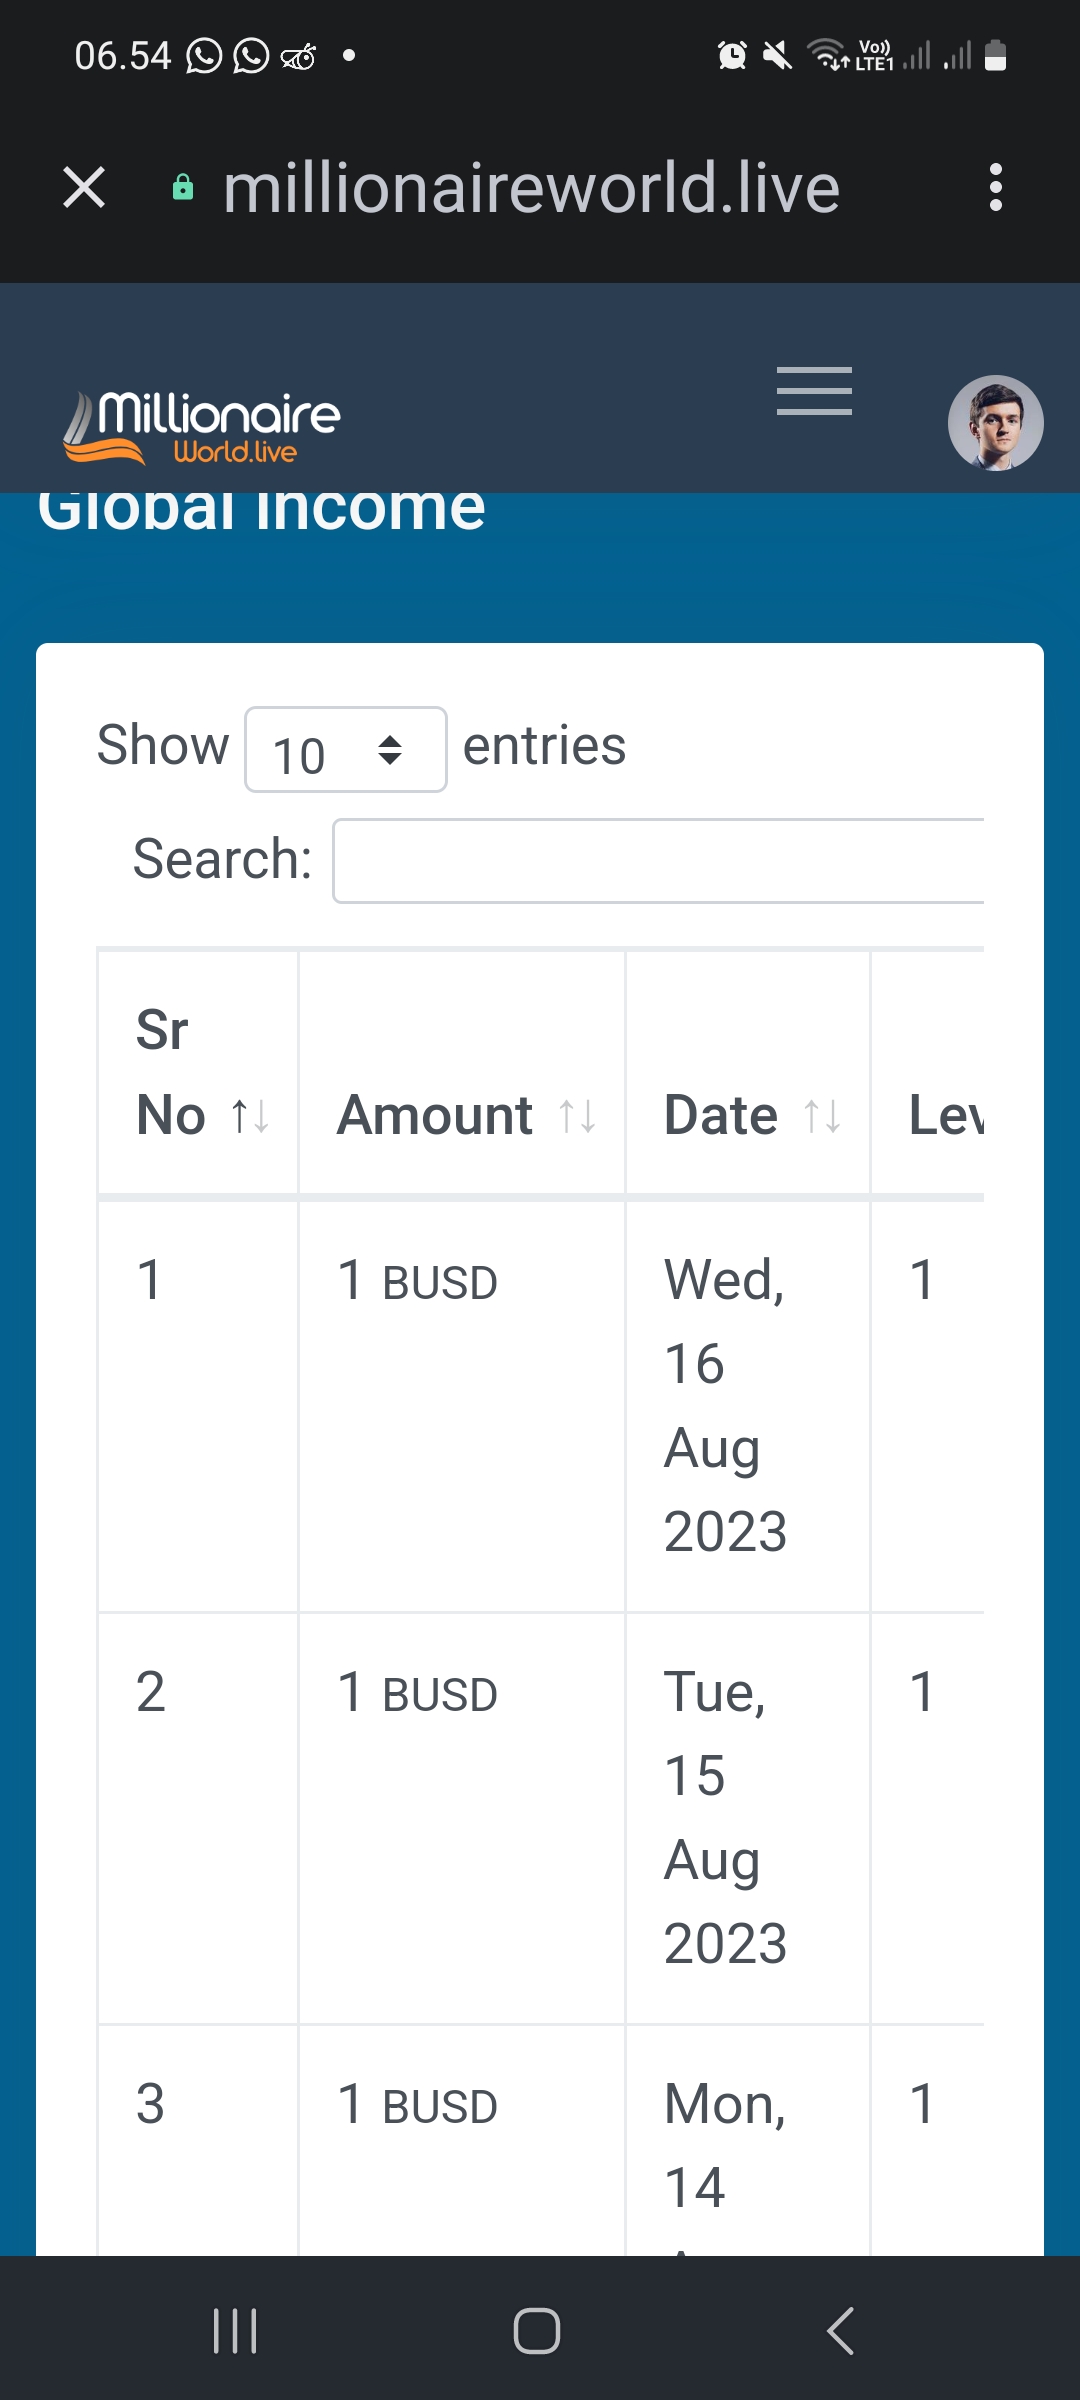 06.54
Vo))
LTE1
millionaireworld.live
Millionaire
World.live
Global Income
Show 10 entries
Search:
Sr
No Amount Date Lev
1 1 BUSD Wed, 1
16
Aug
2023
2 1 BUSD Tue, 1
15
Aug
2023
3 1 BUSD Mon, 1
14